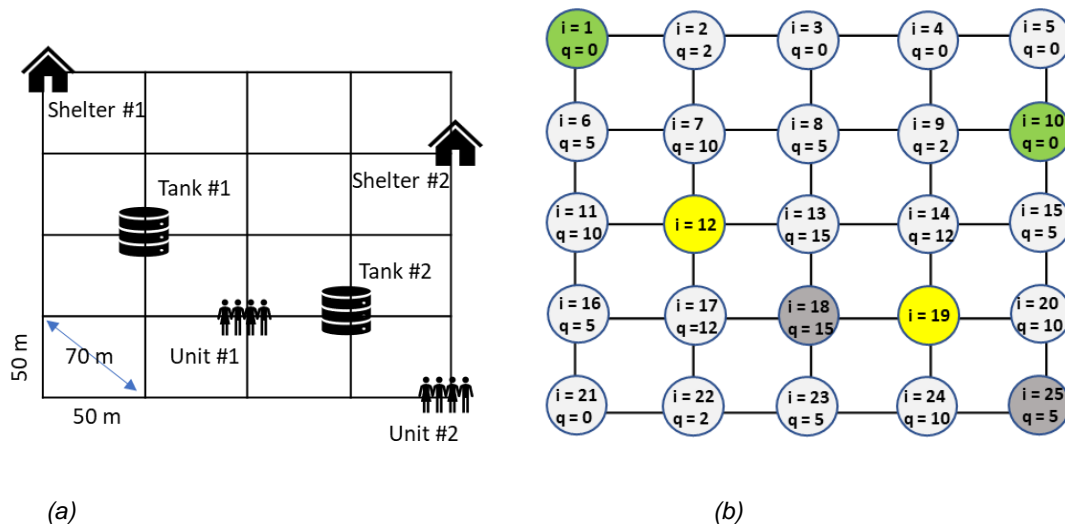 Shelter #1
Tank #1
Shelter #2
Tank #2
Unit #1
70 m
50 m
50 m
Unit #2
(a)
i = 1
q = 0
i = 2
q = 2
i = 3
q = 0
i = 4
q = 0
i = 5
q = 0
i = 6
q = 5
i = 7
q = 10
i = 8
q = 5
i = 9
q = 2
i = 10
q = 0
i = 11
q = 10
i = 12
i = 13
q = 15
i = 14
q = 12
i = 15
q = 5
i = 16
q = 5
i = 17
q =12
i = 18
q = 15
i = 19
i = 20
q = 10
i = 21
q = 0
i = 22
q = 2
i = 23
q = 5
i = 24
q = 10
i = 25
q = 5
(b)